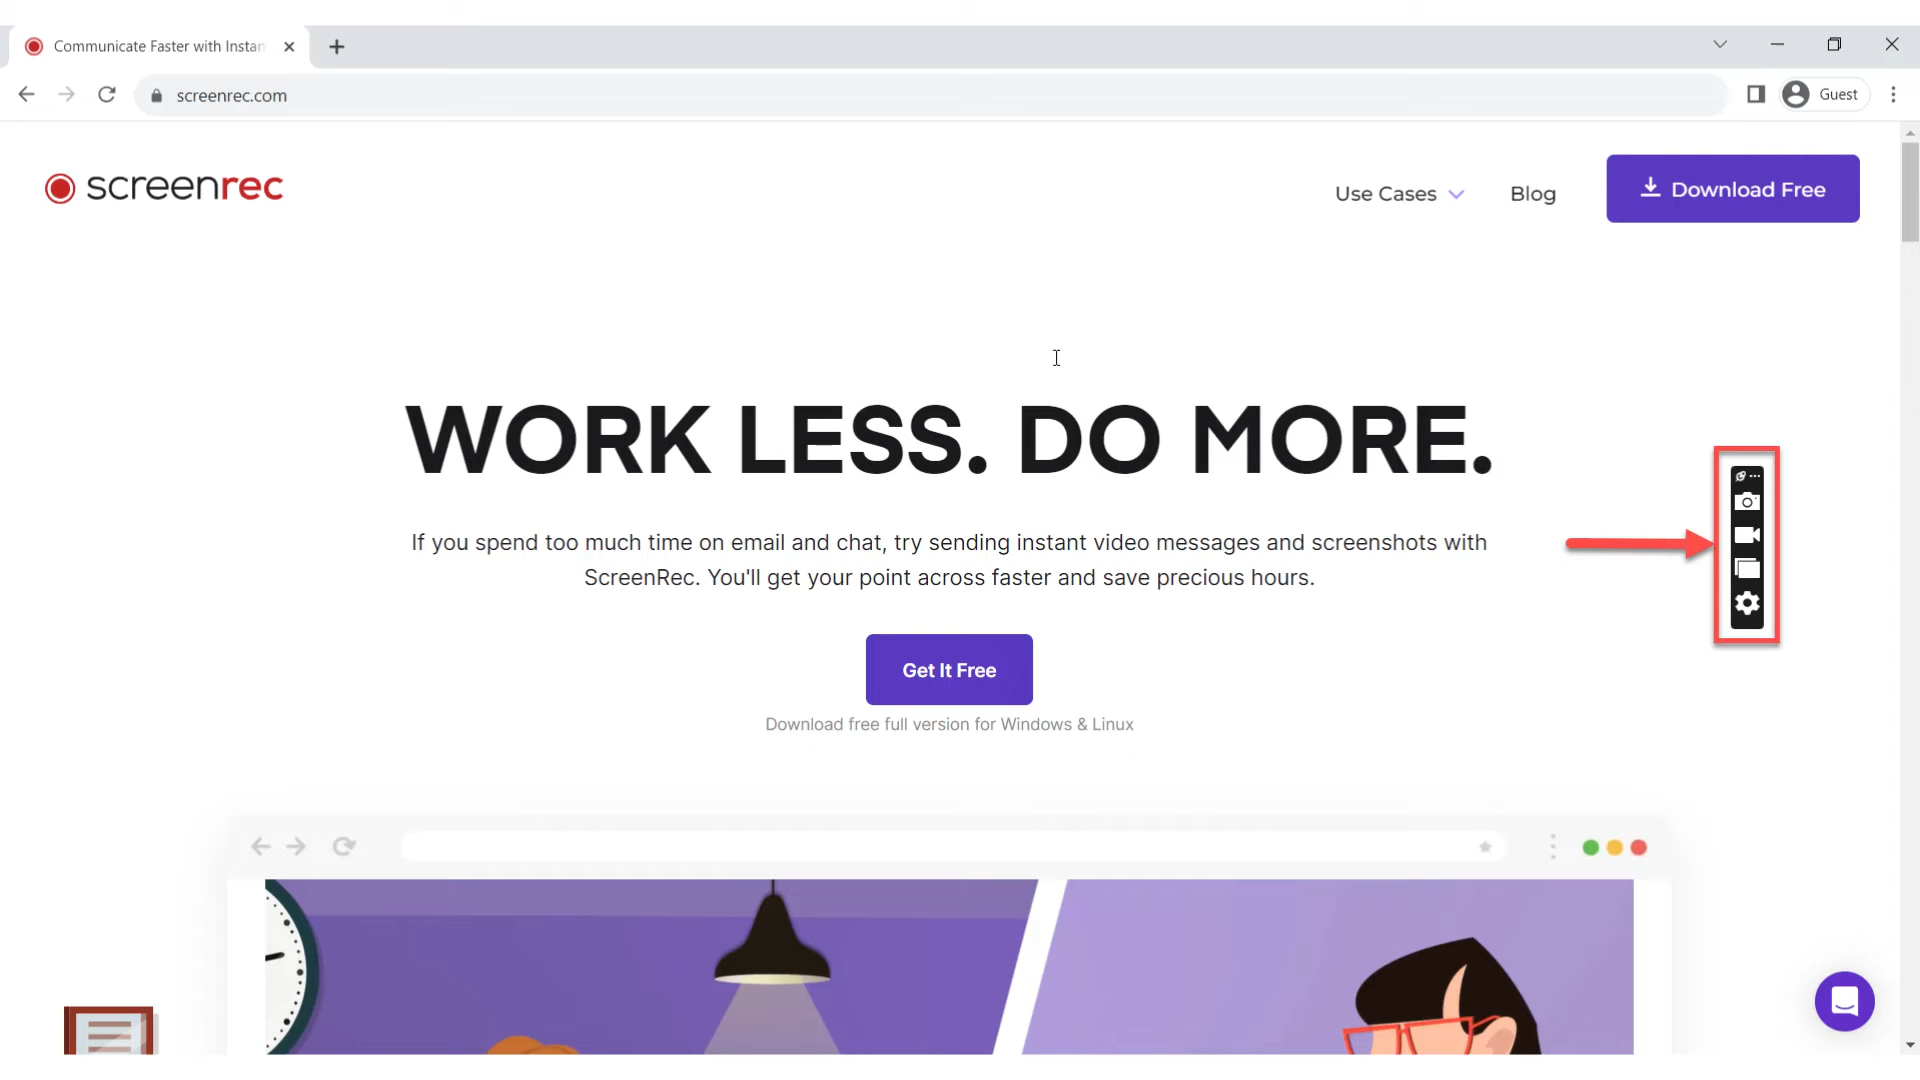 Communicate Faster with Instan
screenrec.com
Guest
screenrec
Use Cases
Blog
Download Free
WORK LESS. DO MORE.
If you spend too much time on email and chat, try sending instant video messages and screenshots with
ScreenRec. You'll get your point across faster and save precious hours.
Get It Free
Download free full version for Windows & Linux